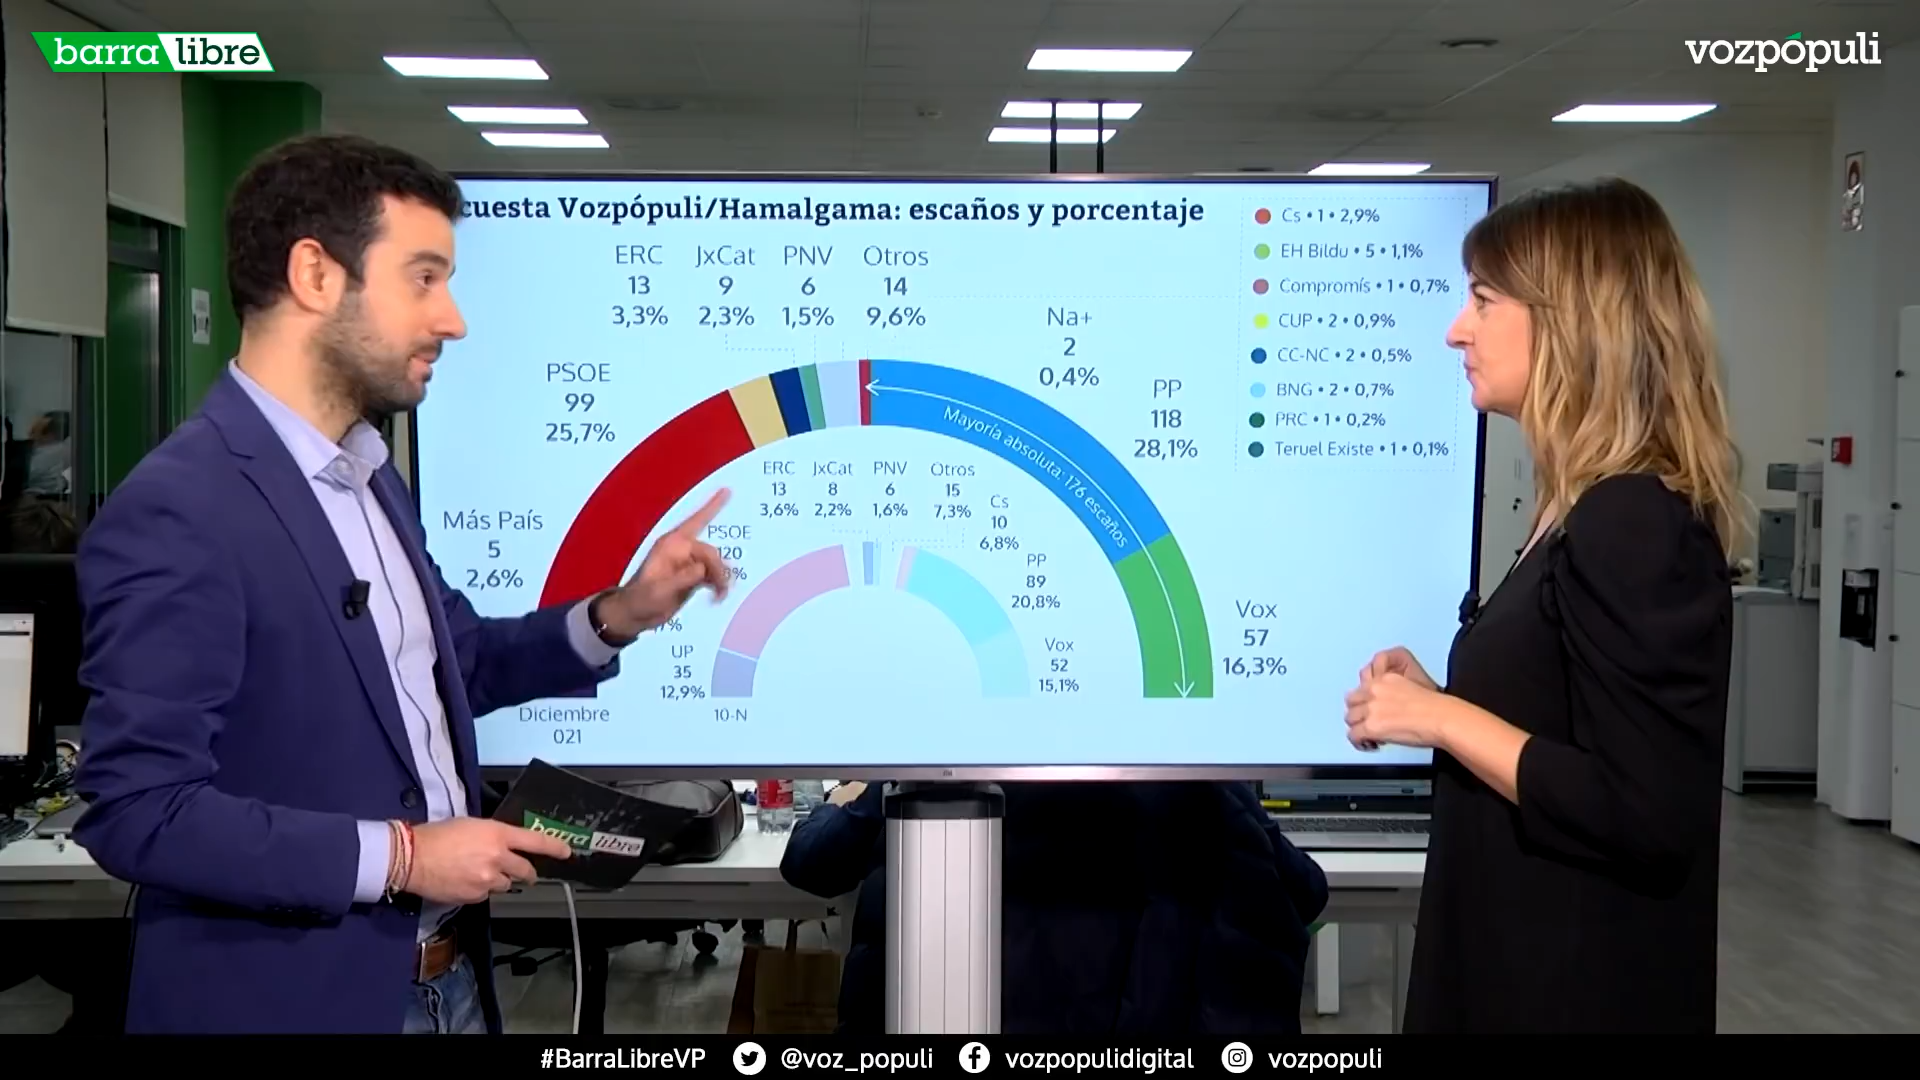 barra libre
vozpópuli
cuesta Vozpópuli/Hamalgama: escaños y porcentaje
Cs • 1 • 2,9%
EH Bildu • 5 • 1,1%
Compromís • 1 • 0,7%
CUP • 2 • 0,9%
CC-NC • 2 • 0,5%
BNG • 2 • 0,7%
PRC • 1 • 0,2%
Teruel Existe • 1 • 0,1%
ERC
13
3,3%
JxCat
9
2,3%
PNV
6
1,5%
Otros
14
9,6%
Na+
2
0,4%
PP
118
28,1%
PSOE
99
25,7%
Mayoría absoluta: 176 escaños
Más País
5
2,6%
Vox
57
16,3%
ERC
13
3,6%
JxCat
8
2,2%
PNV
6
1,6%
Otros
15
7,3%
Cs
10
6,8%
PSOE
120
8%
PP
89
20,8%
7%
UP
35
12,9%
Vox
52
15,1%
Diciembre
021
10-N
barra libre
#BarraLibreVP @voz_populi vozpopulidigital vozpopuli